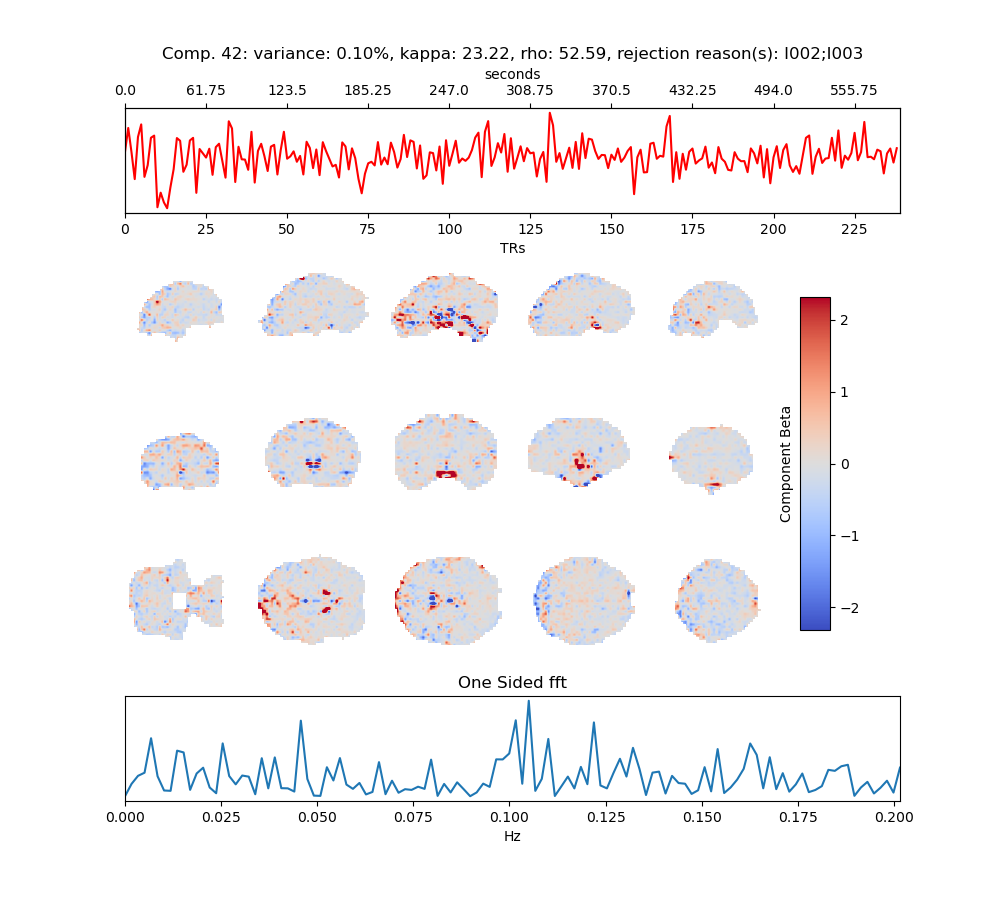 Comp. 42: variance: 0.10%, kappa: 23.22, rho: 52.59, rejection reason(s): I002;I003
seconds
0.0 61.75 123.5 185.25 247.0 308.75 370.5 432.25 494.0 555.75
0 25 50 75 100 125 150 175 200 225
TRs
2
1
0
−1
−2
Component Beta
One Sided fft
0.000 0.025 0.050 0.075 0.100 0.125 0.150 0.175 0.200
Hz